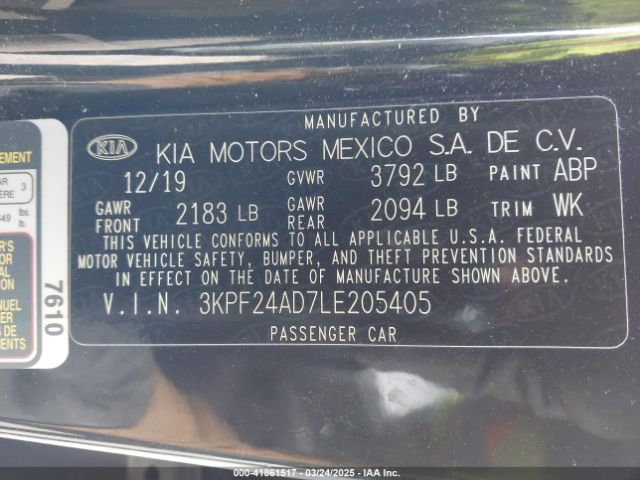 MANUFACTURED BY
KIA KIA MOTORS MEXICO S.A. DE C.V.
12/19 GVWR 3792 LB PAINT ABP
GAWR FRONT 2183 LB GAWR REAR 2094 LB TRIM WK
THIS VEHICLE CONFORMS TO ALL APPLICABLE U.S.A. FEDERAL
MOTOR VEHICLE SAFETY, BUMPER, AND THEFT PREVENTION STANDARDS
IN EFFECT ON THE DATE OF MANUFACTURE SHOWN ABOVE.
V.I.N. 3KPF24AD7LE205405
PASSENGER CAR
7610
000-41861517 - 03/24/2025 - IAA Inc.